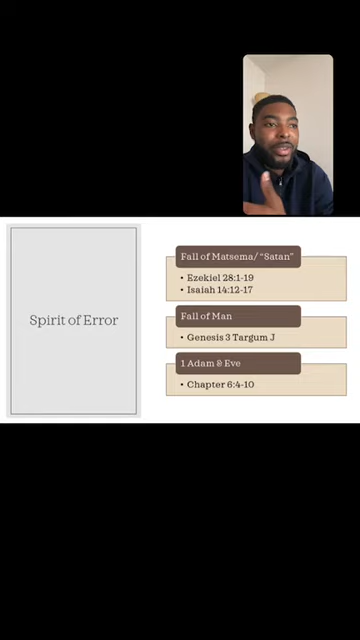 Spirit of Error
Fall of Matsema/ “Satan”
• Ezekiel 28:1-19
• Isaiah 14:12-17
Fall of Man
• Genesis 3 Targum J
1 Adam & Eve
• Chapter 6:4-10